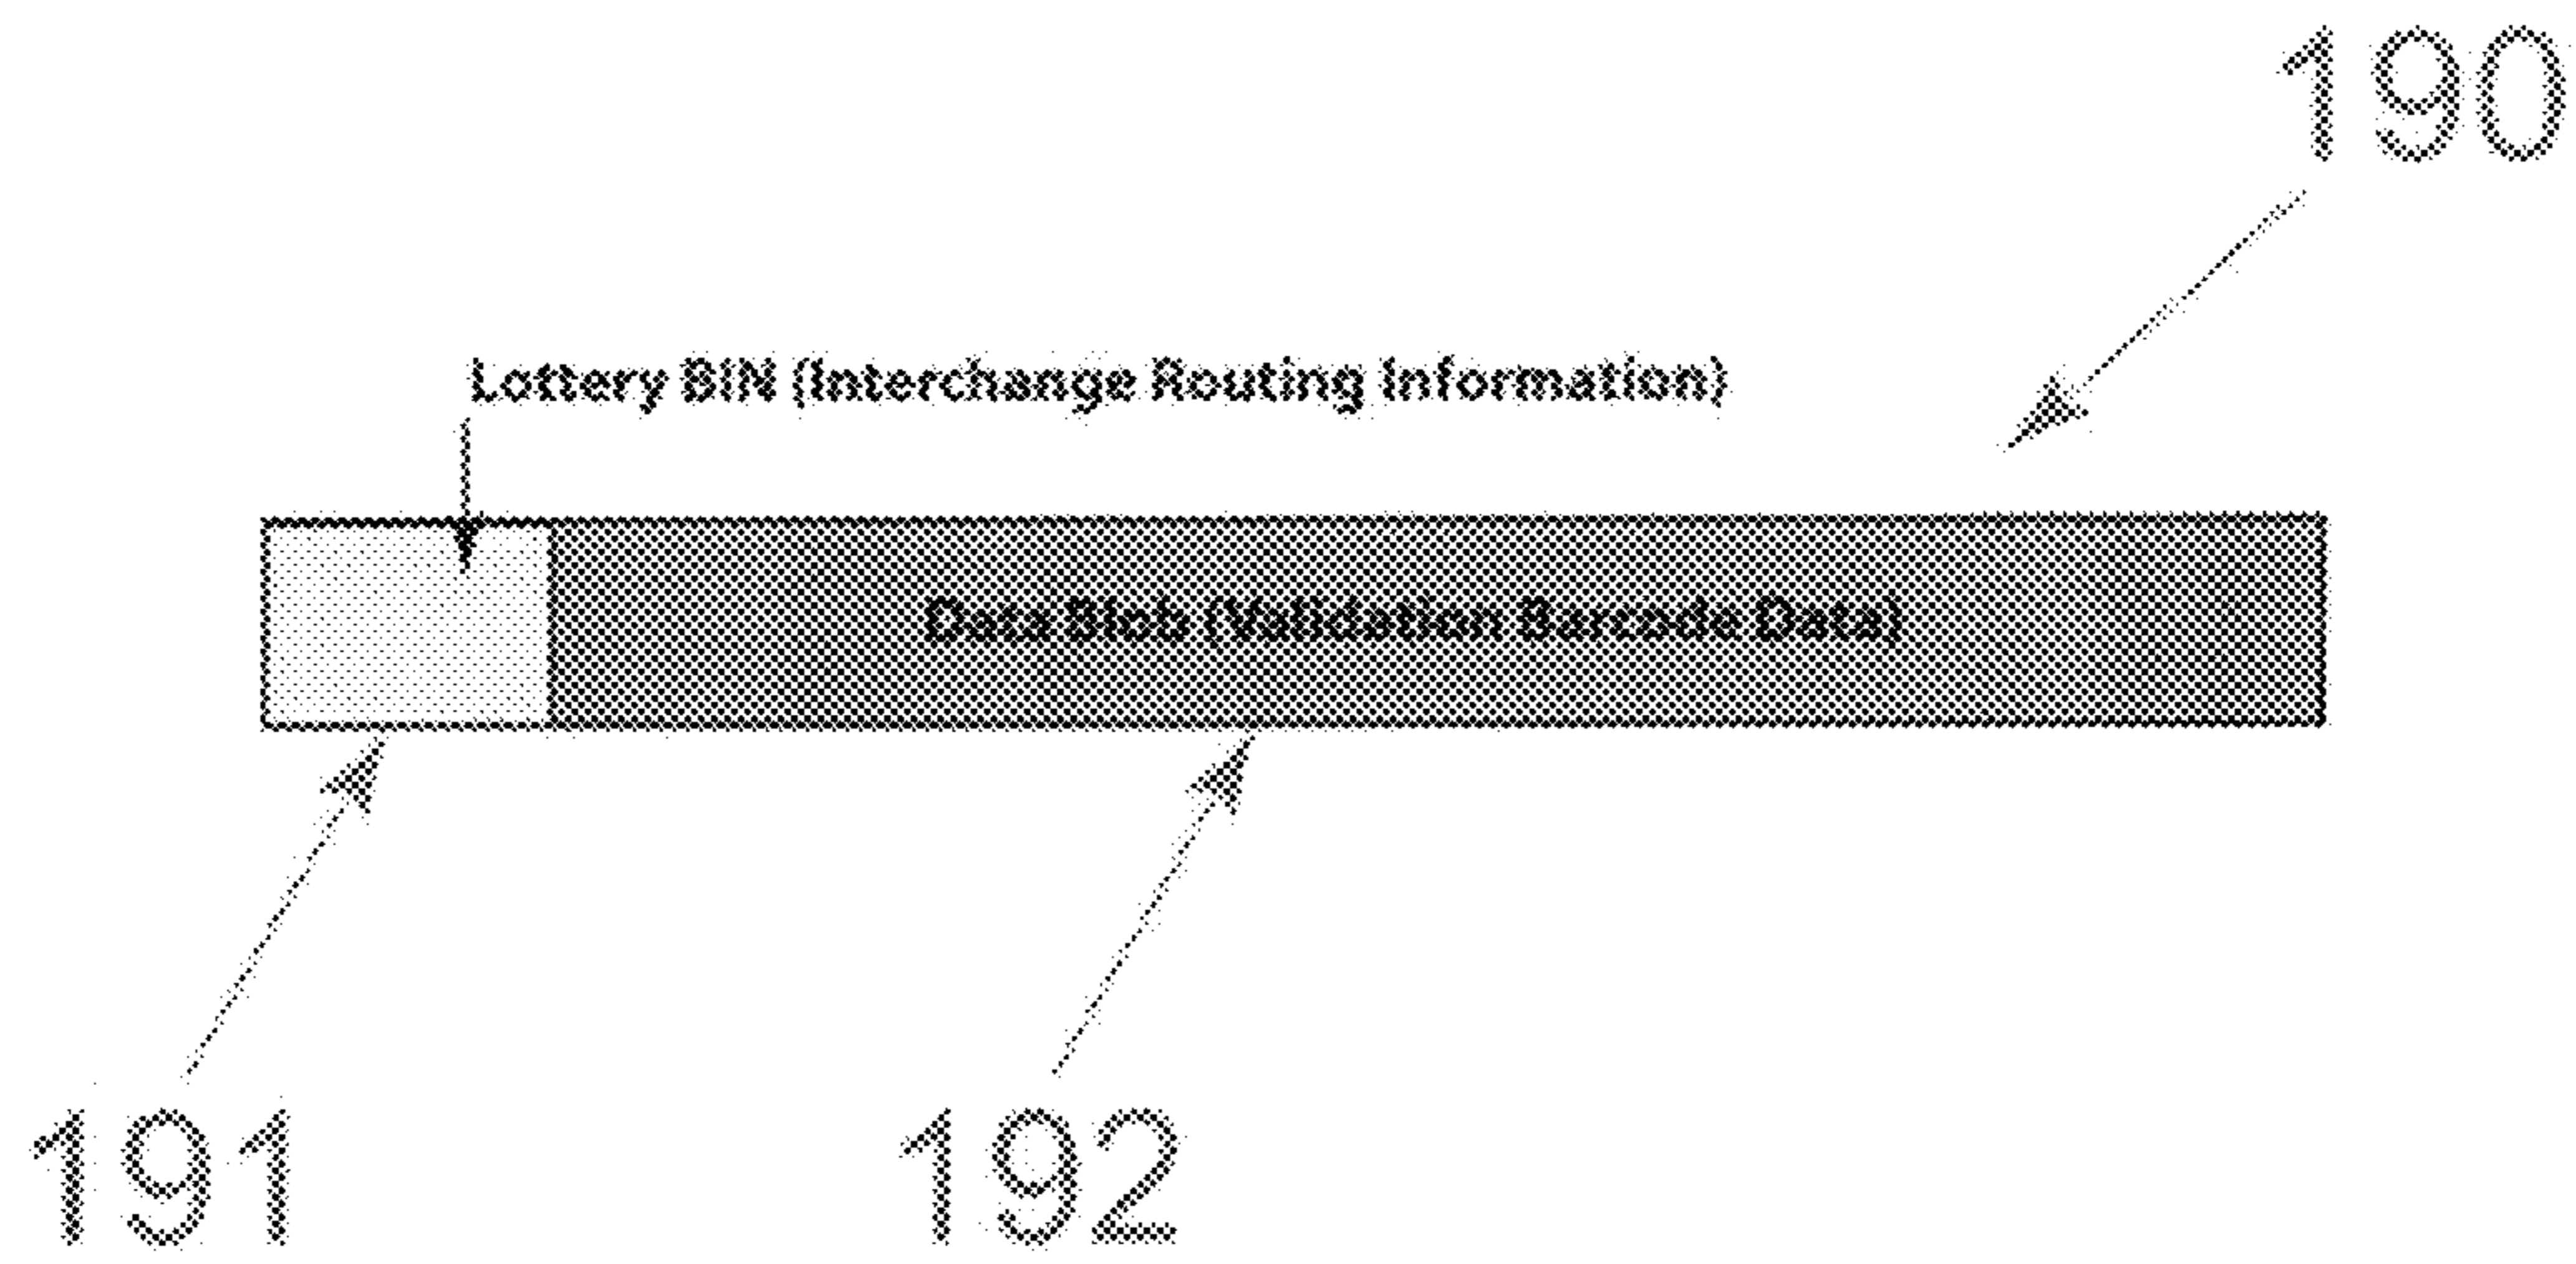 190
Lottery BIN (Interchange Routing Information)
Data Blob (Validation Barcode Data)
191
192